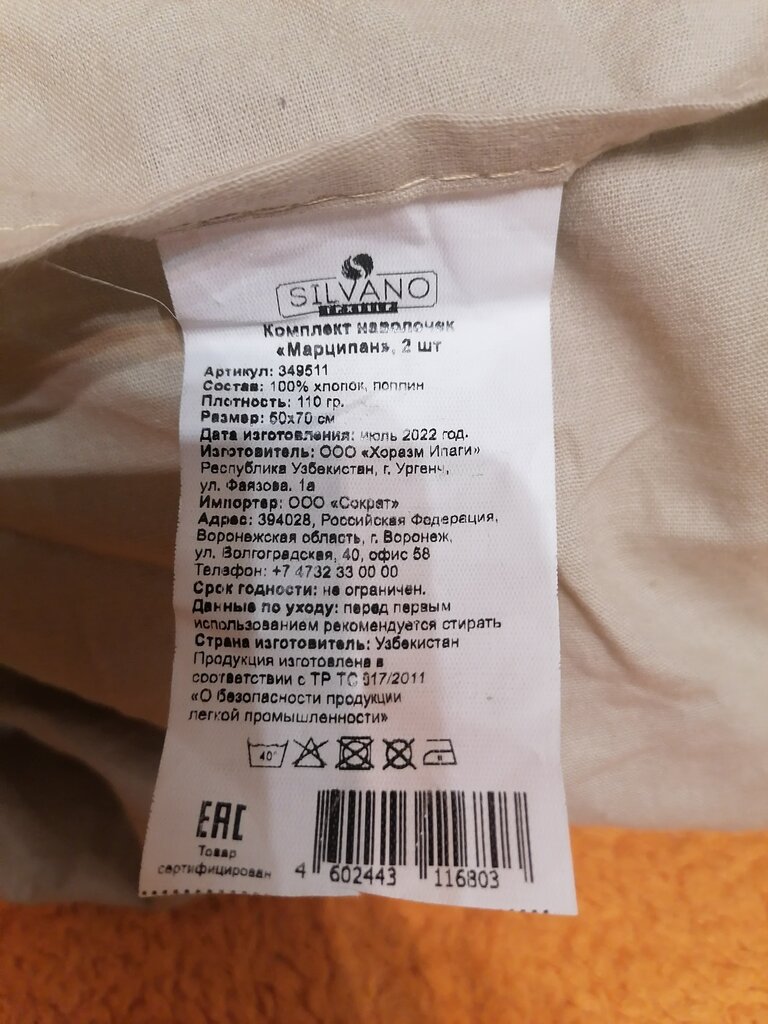 SILVANO
ТЕКСТИЛЬ
Комплект наволочек
«Марципан», 2 шт
Артикул: 349511
Состав: 100% хлопок, поплин
Плотность: 110 гр.
Размер: 50х70 см
Дата изготовления: июль 2022 год.
Изготовитель: ООО «Хоразм Ипаги»
Республика Узбекистан, г. Ургенч,
ул. Фаязова. 1а
Импортер: ООО «Сократ»
Адрес: 394028, Российская Федерация,
Воронежская область, г. Воронеж,
ул. Волгоградская, 40, офис 58
Телефон: +7 4732 33 00 00
Срок годности: не ограничен.
Данные по уходу: перед первым
использованием рекомендуется стирать
Страна изготовитель: Узбекистан
Продукция изготовлена в
соответствии с ТР ТС 017/2011
«О безопасности продукции
легкой промышленности»
40°
EAC
Товар
сертифицирован
4 602443 116803